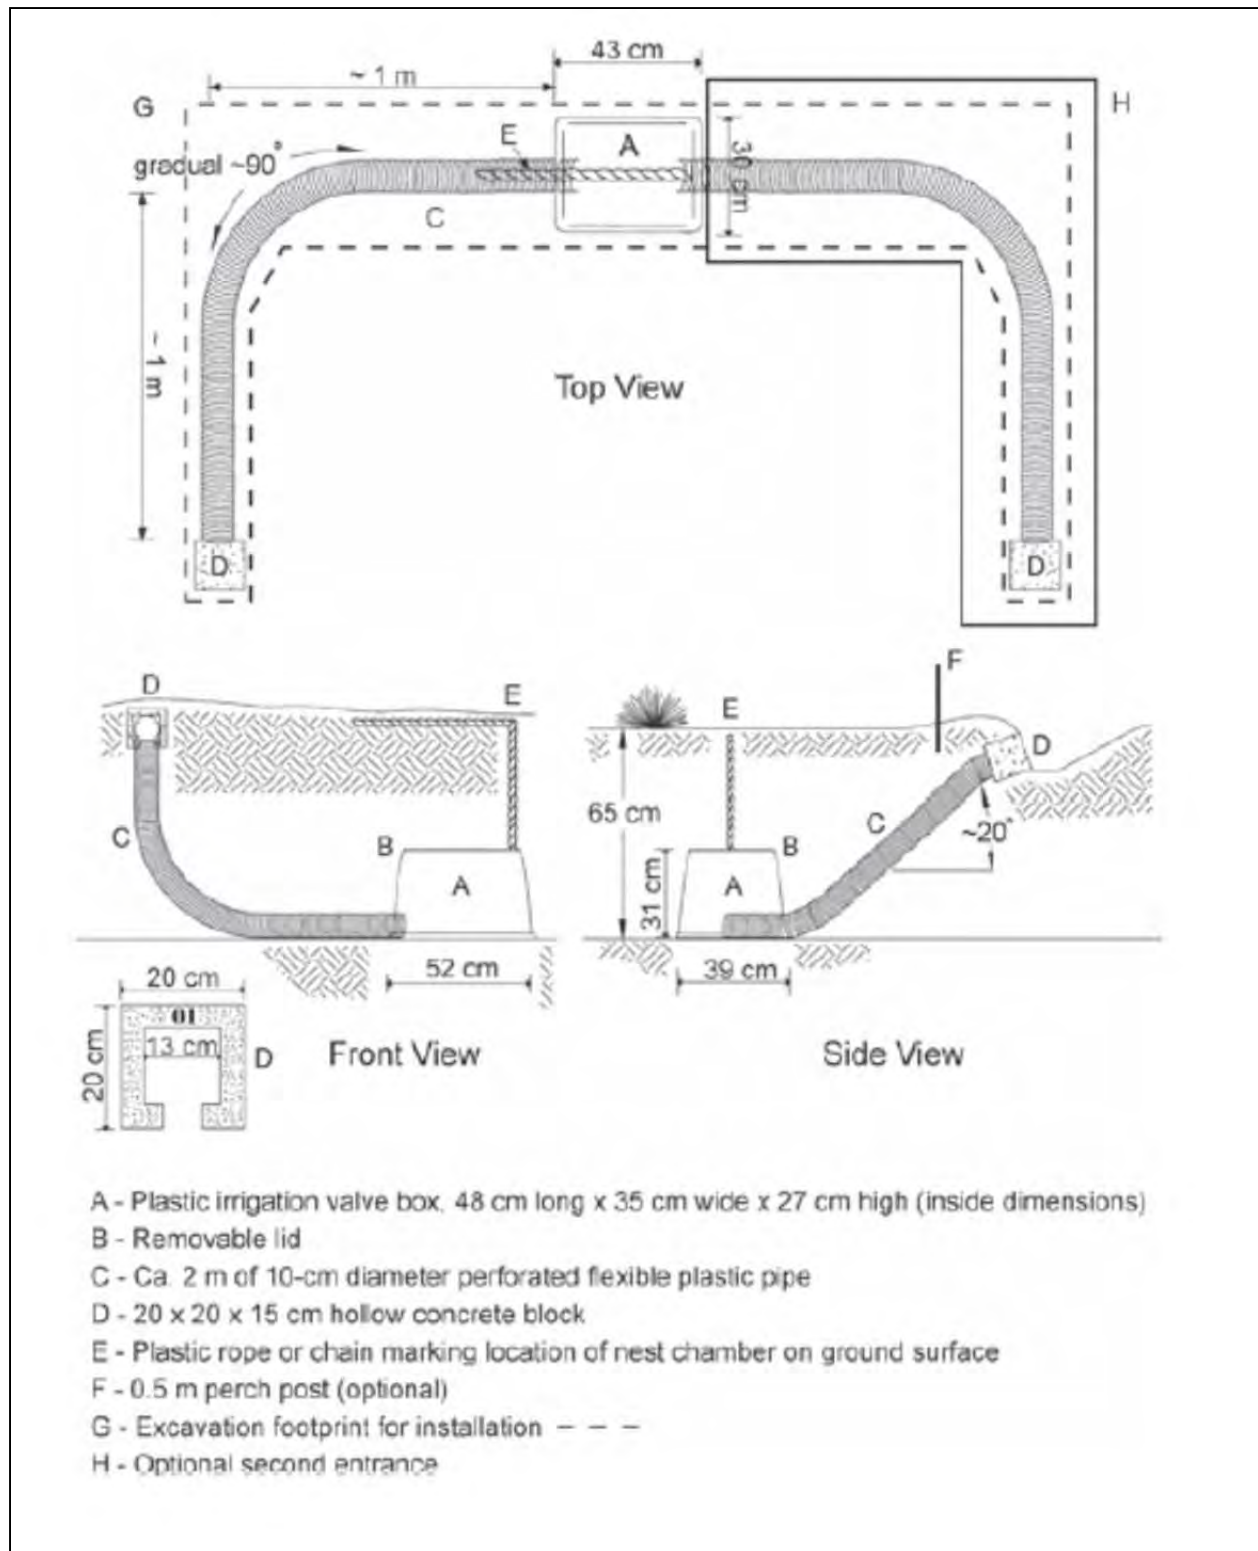 43 cm
~ 1 m
G
H
E
A
30 cm
gradual ~90°
C
~ 1 m
Top View
D
D
F
D
E
E
D
65 cm
C
C
~20°
B
B
A
A
31 cm
52 cm
39 cm
20 cm
01
13 cm
20 cm
D
Front View
Side View
A - Plastic irrigation valve box, 48 cm long x 35 cm wide x 27 cm high (inside dimensions)
B - Removable lid
C - Ca. 2 m of 10-cm diameter perforated flexible plastic pipe
D - 20 x 20 x 15 cm hollow concrete block
E - Plastic rope or chain marking location of nest chamber on ground surface
F - 0.5 m perch post (optional)
G - Excavation footprint for installation – – –
H - Optional second entrance